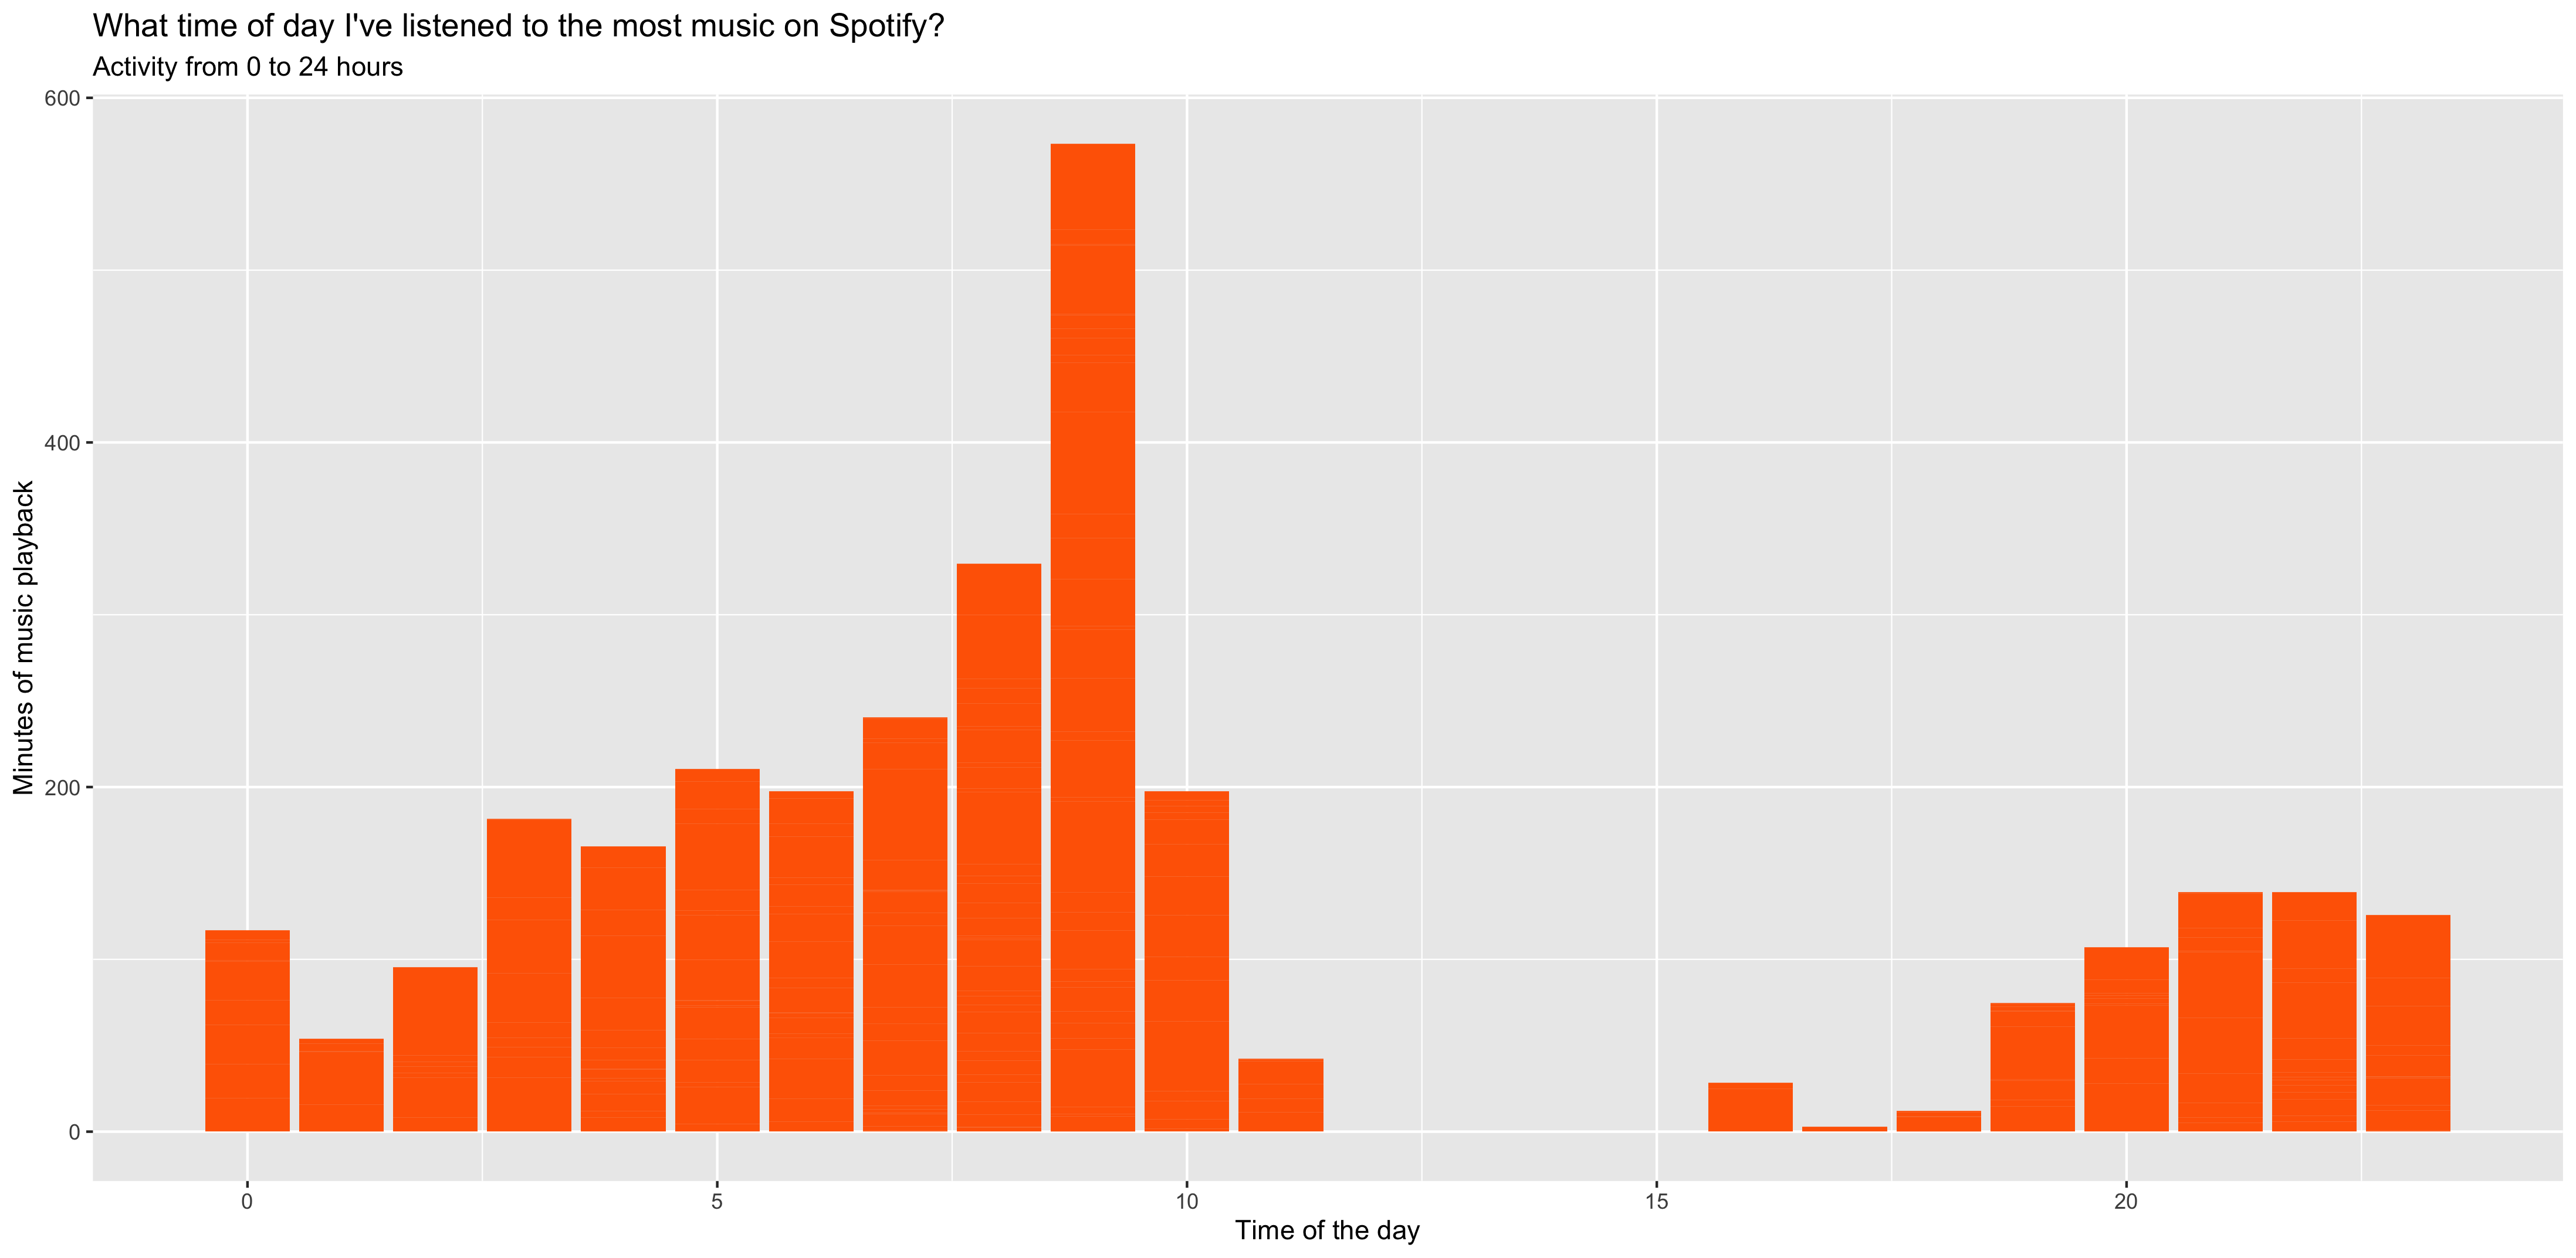 What time of day I've listened to the most music on Spotify?
Activity from 0 to 24 hours
Minutes of music playback
600
400
200
0
0 5 10 15 20
Time of the day